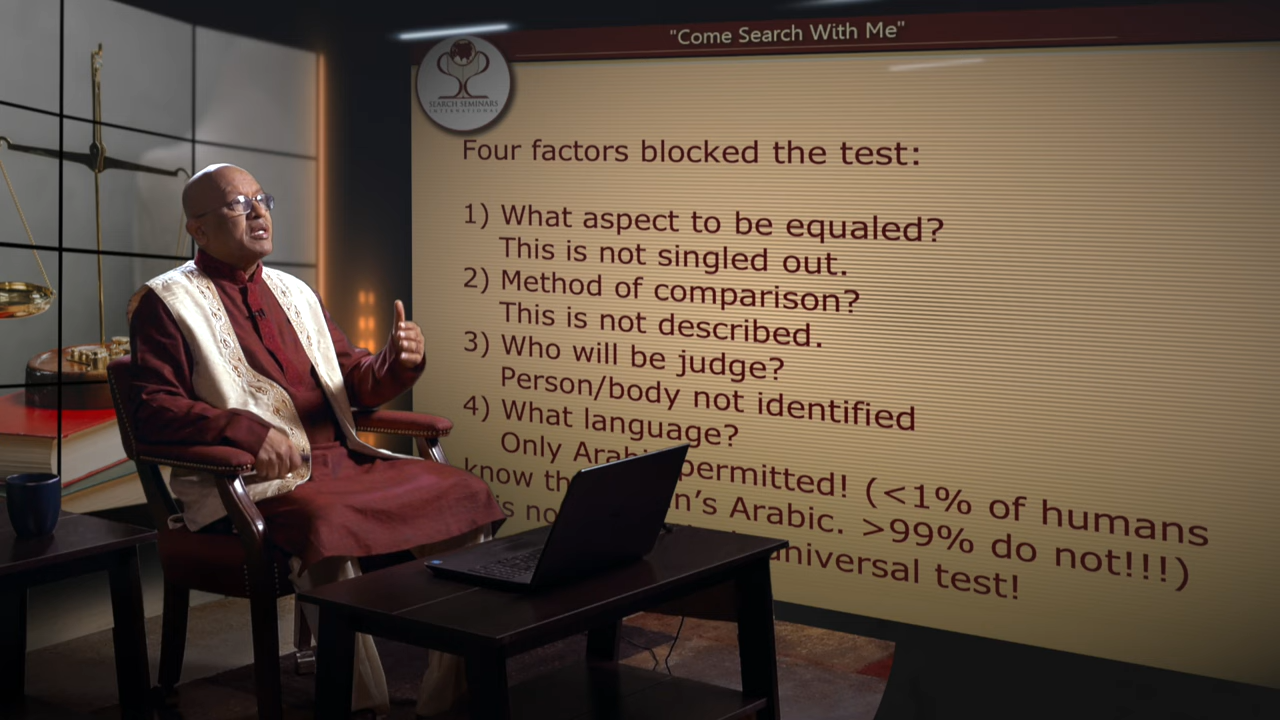 "Come Search With Me"
SEARCH SEMINARS
INTERNATIONAL
Four factors blocked the test:
1) What aspect to be equaled?
This is not singled out.
2) Method of comparison?
This is not described.
3) Who will be judge?
Person/body not identified
4) What language?
Only permitted! (<1% of humans
know Arabic. >99% do not!!!)
is universal test!